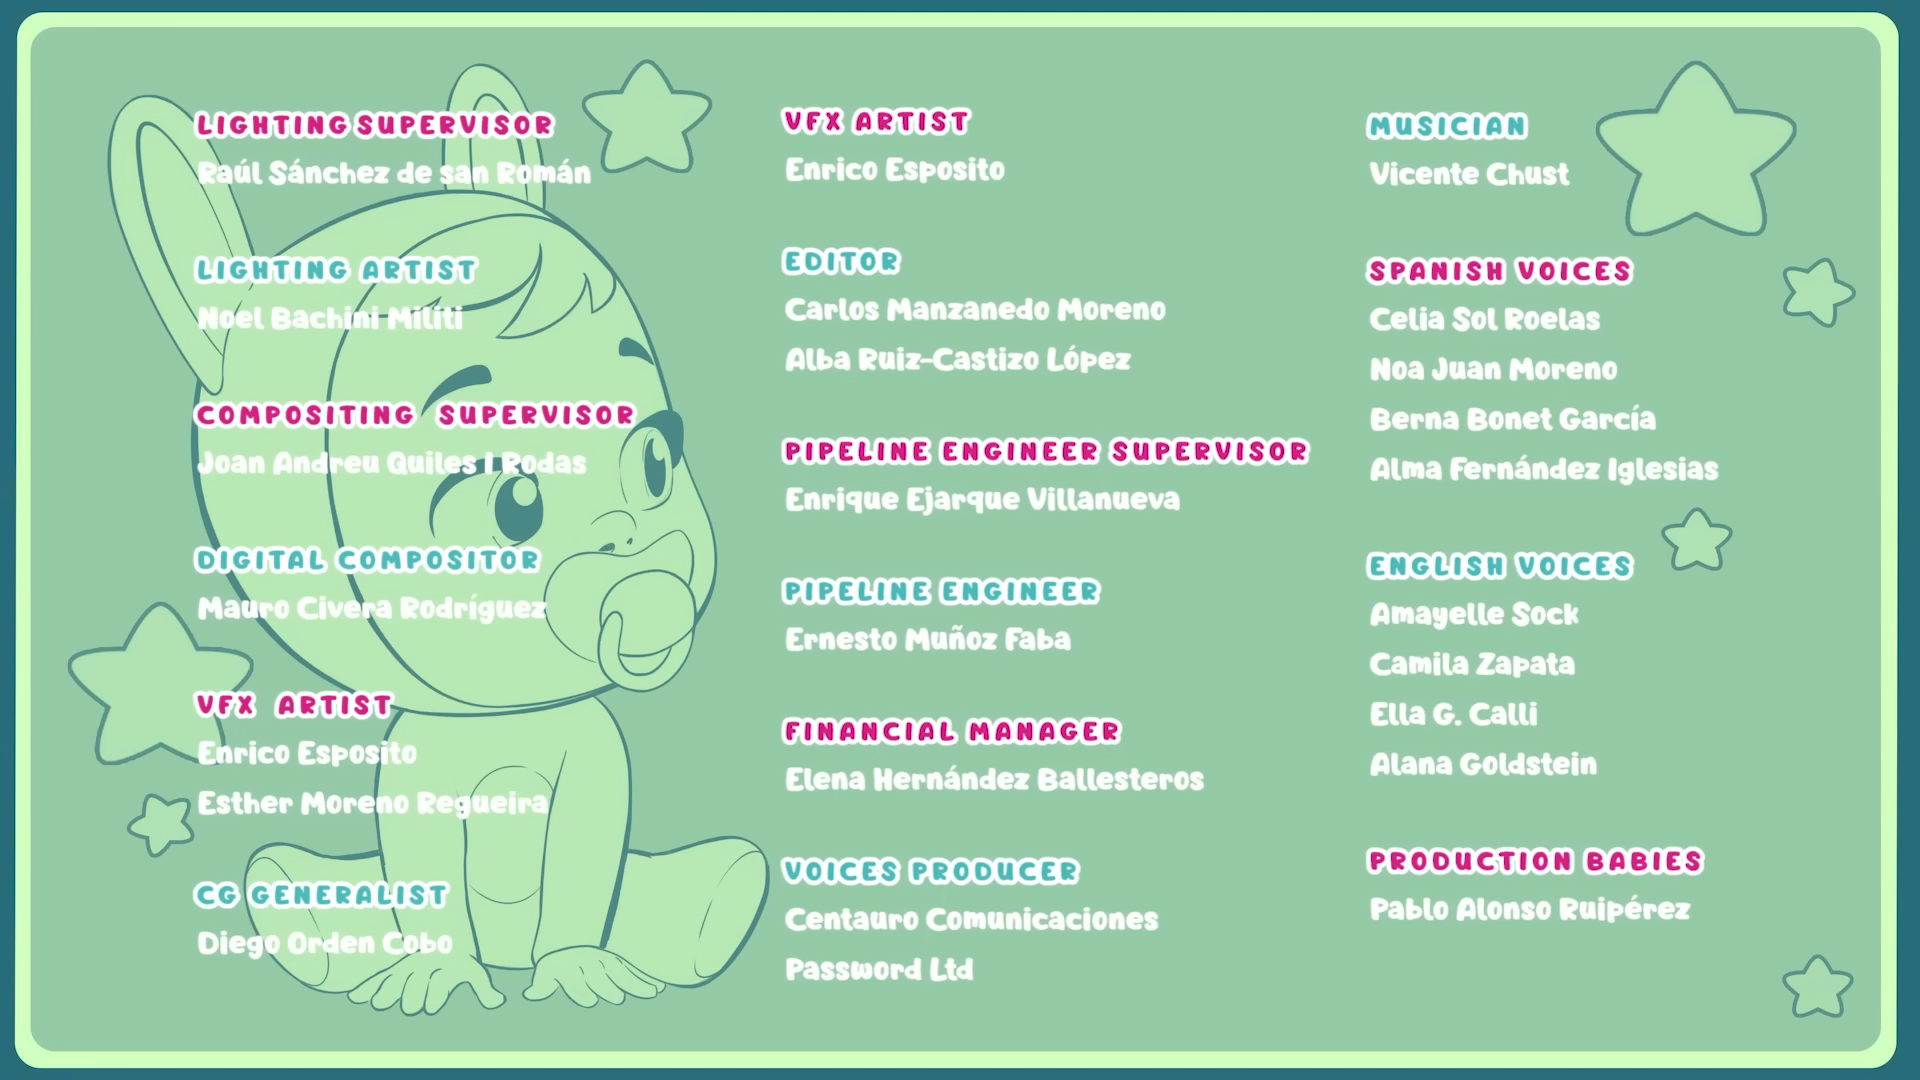 LIGHTING SUPERVISOR
Raúl Sánchez de san Román
LIGHTING ARTIST
Noel Bachini Militi
COMPOSITING SUPERVISOR
Joan Andreu Quiles I Rodas
DIGITAL COMPOSITOR
Mauro Civera Rodríguez
VFX ARTIST
Enrico Esposito
Esther Moreno Regueira
CG GENERALIST
Diego Orden Cobo
VFX ARTIST
Enrico Esposito
EDITOR
Carlos Manzanedo Moreno
Alba Ruiz-Castizo López
PIPELINE ENGINEER SUPERVISOR
Enrique Ejarque Villanueva
PIPELINE ENGINEER
Ernesto Muñoz Faba
FINANCIAL MANAGER
Elena Hernández Ballesteros
VOICES PRODUCER
Centauro Comunicaciones
Password Ltd
MUSICIAN
Vicente Chust
SPANISH VOICES
Celia Sol Roelas
Noa Juan Moreno
Berna Bonet García
Alma Fernández Iglesias
ENGLISH VOICES
Amayelle Sock
Camila Zapata
Ella G. Calli
Alana Goldstein
PRODUCTION BABIES
Pablo Alonso Ruipérez